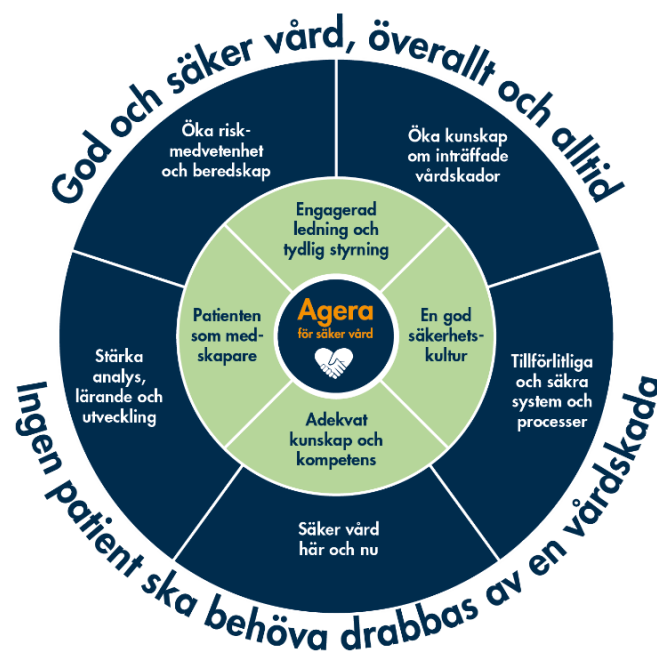 God och säker vård, överallt och alltid
Öka risk-
medvetenhet
och beredskap
Öka kunskap
om inträffade
vårdskador
Engagerad
ledning och
tydlig styrning
Patienten
som med-
skapare
Agera
för säker vård
En god
säkerhets-
kultur
Stärka
analys,
lärande och
utveckling
Tillförlitliga
och säkra
system och
processer
Adekvat
kunskap och
kompetens
Säker vård
här och nu
Ingen patient ska behöva drabbas av en vårdskada